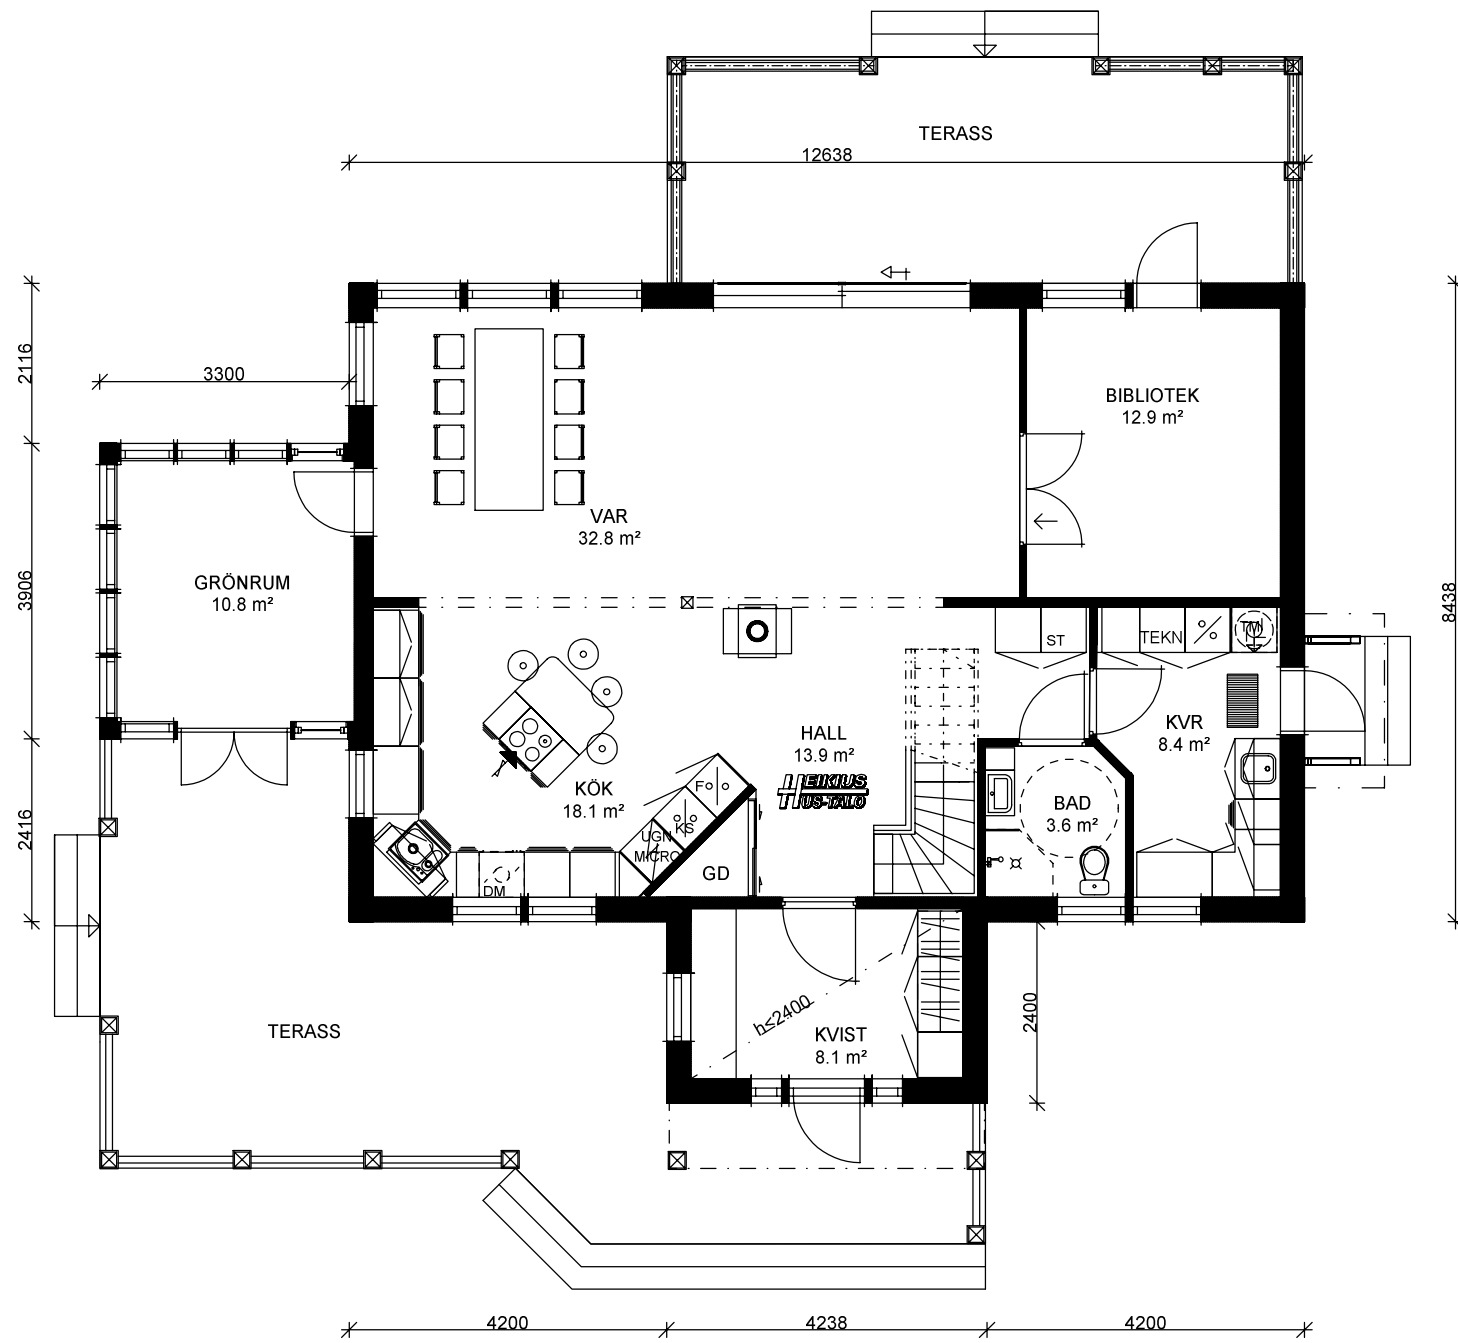 TERASS
12638
2116
3300
8438
BIBLIOTEK
12.9 m²
VAR
32.8 m²
3906
GRÖNRUM
10.8 m²
ST
TEKN
TM
KVR
8.4 m²
HALL
13.9 m²
HEIKIUS
HUS-TALO
KÖK
18.1 m²
F
KS
UGN
MICRO
DM
GD
BAD
3.6 m²
2416
TERASS
h≤2400
KVIST
8.1 m²
2400
4200
4238
4200